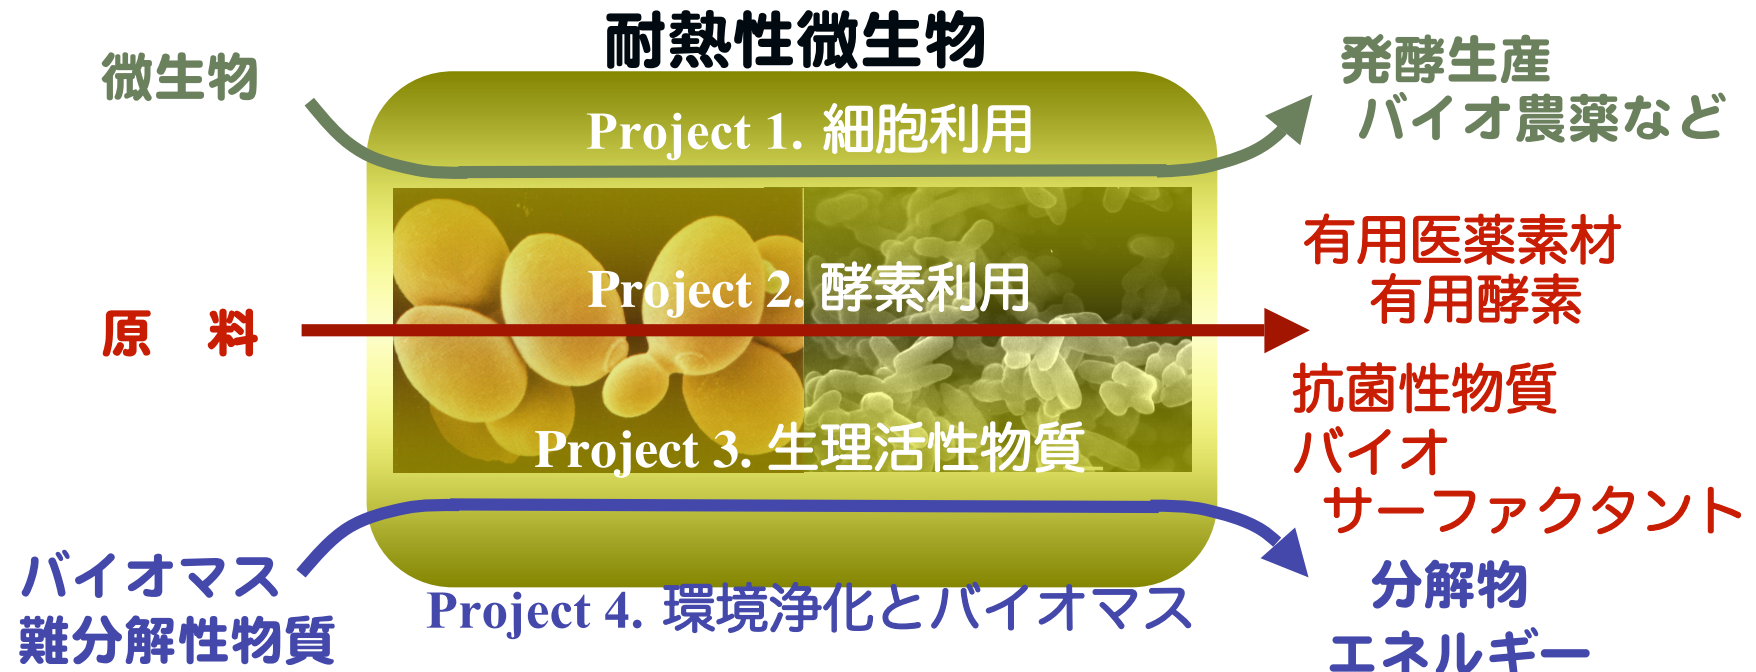 耐熱性微生物
微生物
Project 1. 細胞利用
発酵生産
バイオ農薬など
原 料
Project 2. 酵素利用
有用医薬素材
有用酵素
Project 3. 生理活性物質
抗菌性物質
バイオ
サーファクタント
バイオマス
難分解性物質
Project 4. 環境浄化とバイオマス
分解物
エネルギー